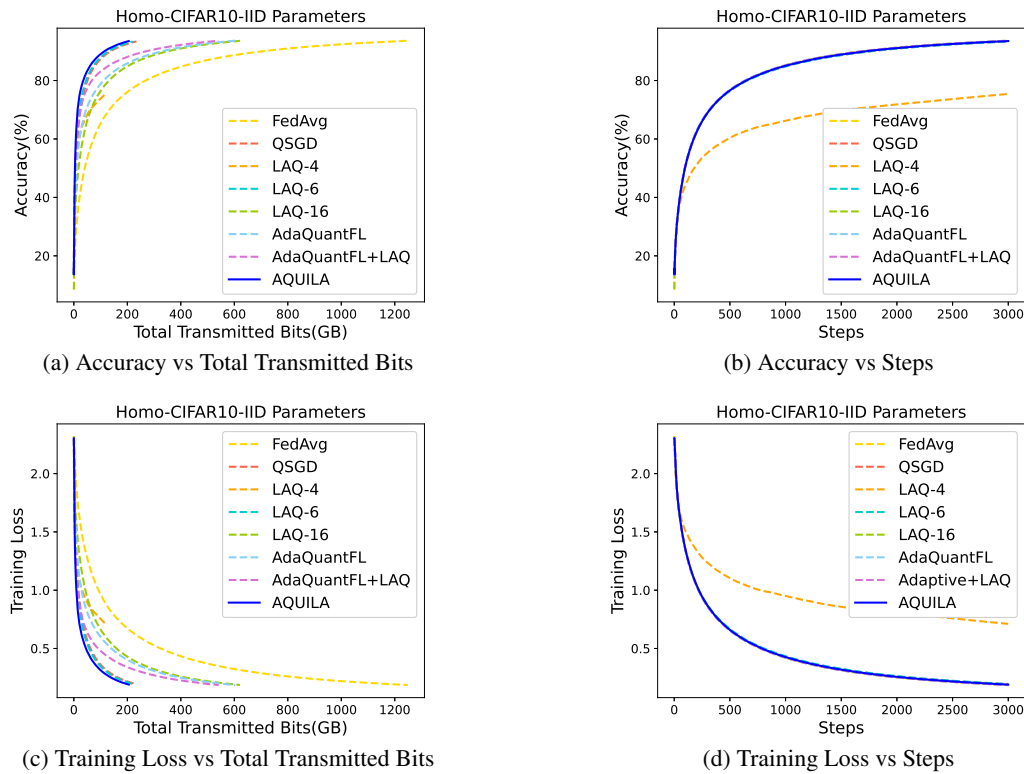 Homo-CIFAR10-IID Parameters
Accuracy(%)
80
60
40
20
FedAvg
QSGD
LAQ-4
LAQ-6
LAQ-16
AdaQuantFL
AdaQuantFL+LAQ
AQUILA
0 200 400 600 800 1000 1200
Total Transmitted Bits(GB)
(a) Accuracy vs Total Transmitted Bits
Homo-CIFAR10-IID Parameters
Accuracy(%)
80
60
40
20
FedAvg
QSGD
LAQ-4
LAQ-6
LAQ-16
AdaQuantFL
AdaQuantFL+LAQ
AQUILA
0 500 1000 1500 2000 2500 3000
Steps
(b) Accuracy vs Steps
Homo-CIFAR10-IID Parameters
Training Loss
2.0
1.5
1.0
0.5
FedAvg
QSGD
LAQ-4
LAQ-6
LAQ-16
AdaQuantFL
AdaQuantFL+LAQ
AQUILA
0 200 400 600 800 1000 1200
Total Transmitted Bits(GB)
(c) Training Loss vs Total Transmitted Bits
Homo-CIFAR10-IID Parameters
Training Loss
2.0
1.5
1.0
0.5
FedAvg
QSGD
LAQ-4
LAQ-6
LAQ-16
AdaQuantFL
Adaptive+LAQ
AQUILA
0 500 1000 1500 2000 2500 3000
Steps
(d) Training Loss vs Steps